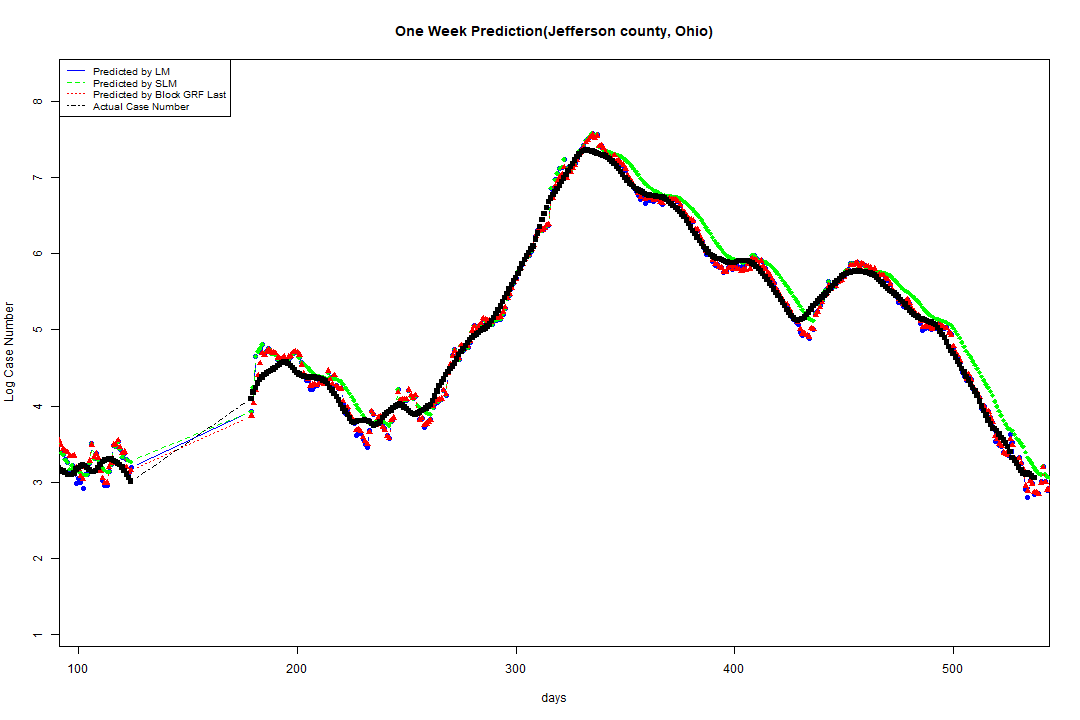 One Week Prediction(Jefferson county, Ohio)
Predicted by LM
Predicted by SLM
Predicted by Block GRF Last
Actual Case Number
8
7
6
5
4
3
2
1
Log Case Number
100 200 300 400 500
days